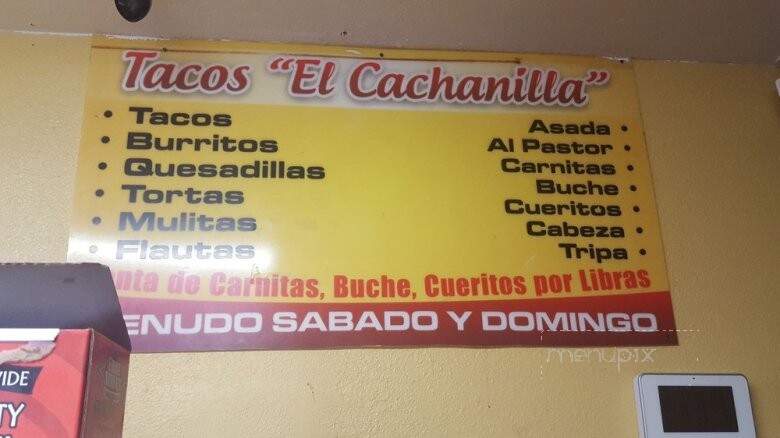 Tacos "El Cachanilla"
• Tacos
• Burritos
• Quesadillas
• Tortas
• Mulitas
• Flautas
Asada •
Al Pastor •
Carnitas •
Buche •
Cueritos •
Cabeza •
Tripa •
nta de Carnitas, Buche, Cueritos por Libras
ENUDO SABADO Y DOMINGO
menupix
IDE
TY